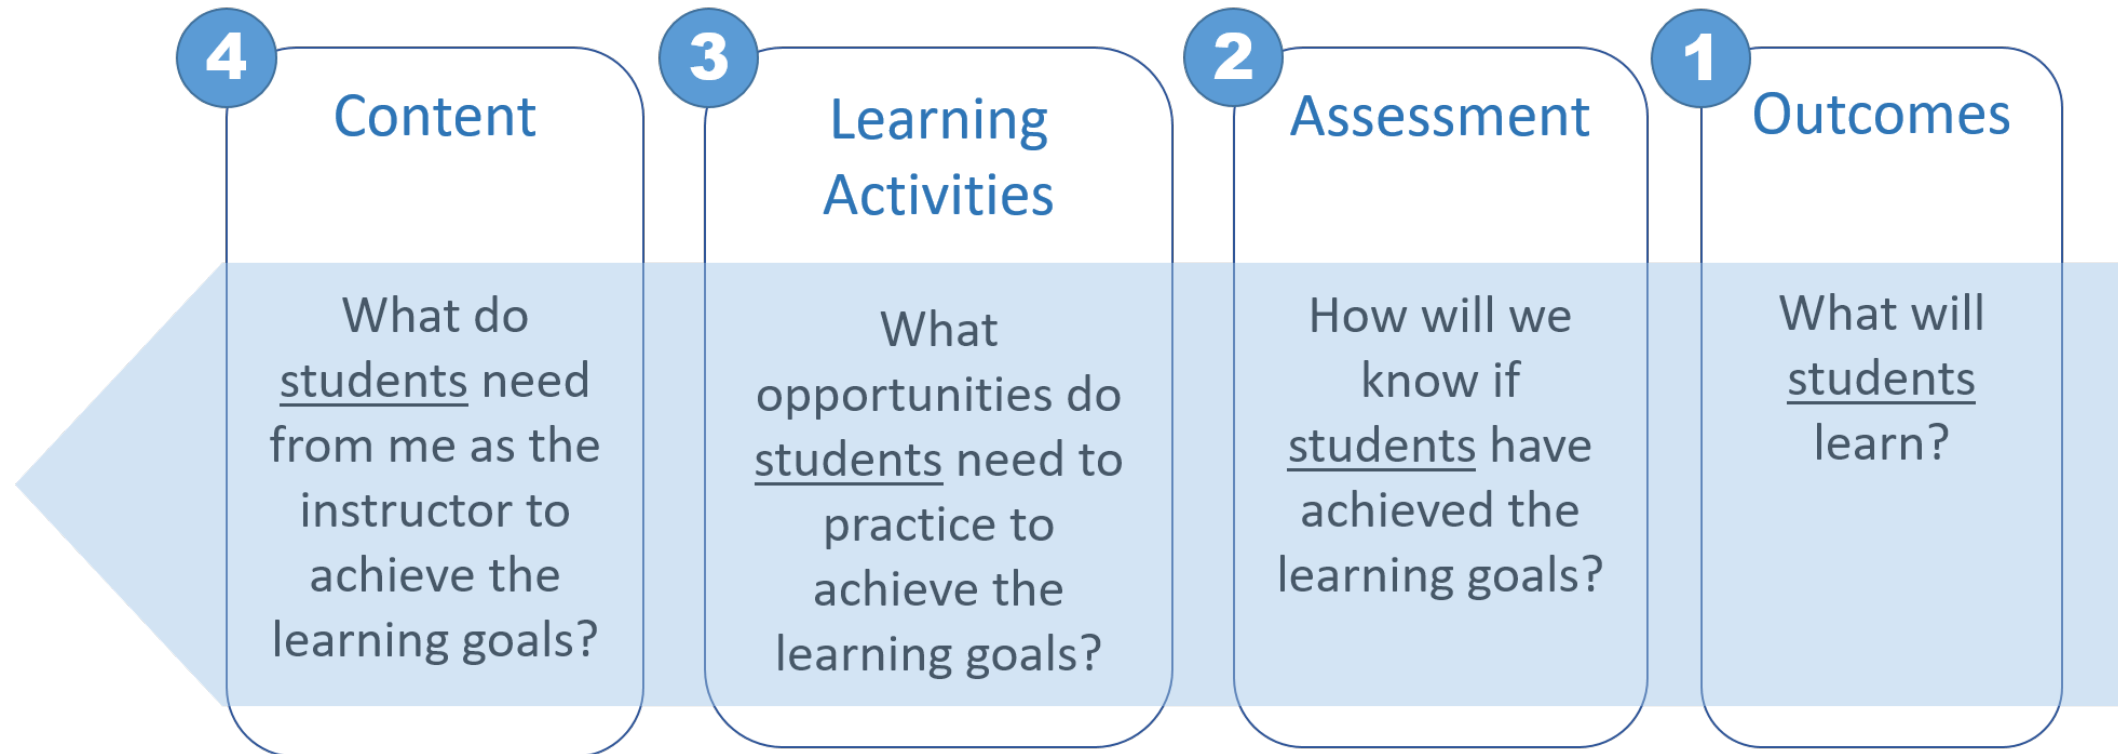 4
Content
What do
students need
from me as the
instructor to
achieve the
learning goals?
3
Learning
Activities
What
opportunities do
students need to
practice to
achieve the
learning goals?
2
Assessment
How will we
know if
students have
achieved the
learning goals?
1
Outcomes
What will
students
learn?